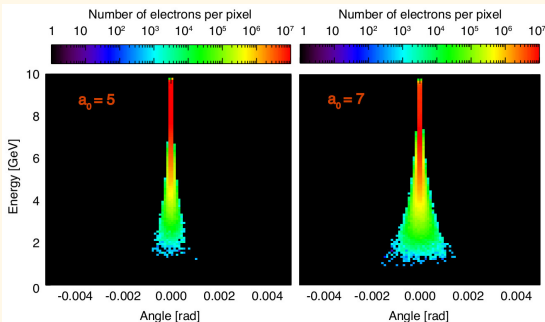 Number of electrons per pixel
Number of electrons per pixel
1 10 10² 10³ 10⁴ 10⁵ 10⁶ 10⁷
1 10 10² 10³ 10⁴ 10⁵ 10⁶ 10⁷
a₀ = 5
a₀ = 7
Energy [GeV]
10
8
6
4
2
0
-0.004 -0.002 0.000 0.002 0.004
-0.004 -0.002 0.000 0.002 0.004
Angle [rad]
Angle [rad]